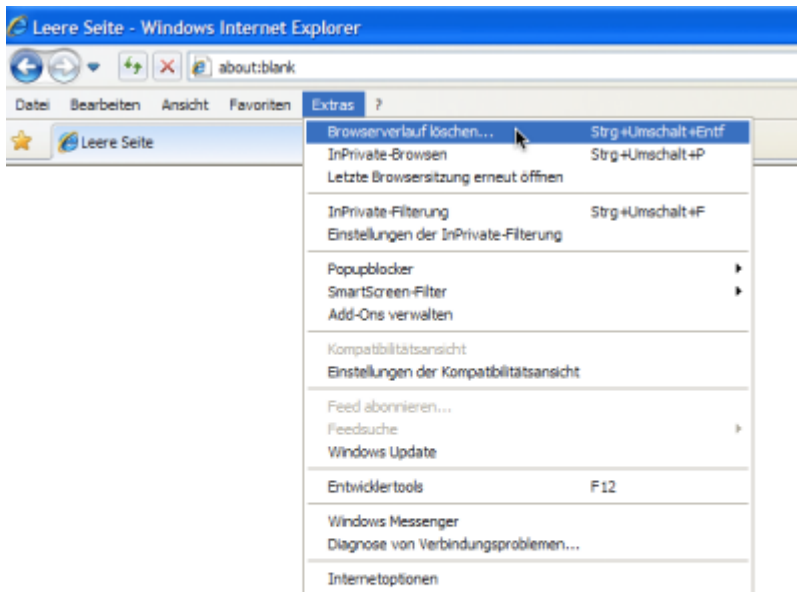 Leere Seite - Windows Internet Explorer
about:blank
Datei Bearbeiten Ansicht Favoriten Extras ?
Leere Seite
Browserverlauf löschen... Strg+Umschalt+Entf
InPrivate-Browsen Strg+Umschalt+P
Letzte Browsersitzung erneut öffnen
InPrivate-Filterung Strg+Umschalt+F
Einstellungen der InPrivate-Filterung
Popupblocker
SmartScreen-Filter
Add-Ons verwalten
Kompatibilitätsansicht
Einstellungen der Kompatibilitätsansicht
Feed abonnieren...
Feedsuche
Windows Update
Entwicklertools F12
Windows Messenger
Diagnose von Verbindungsproblemen...
Internetoptionen